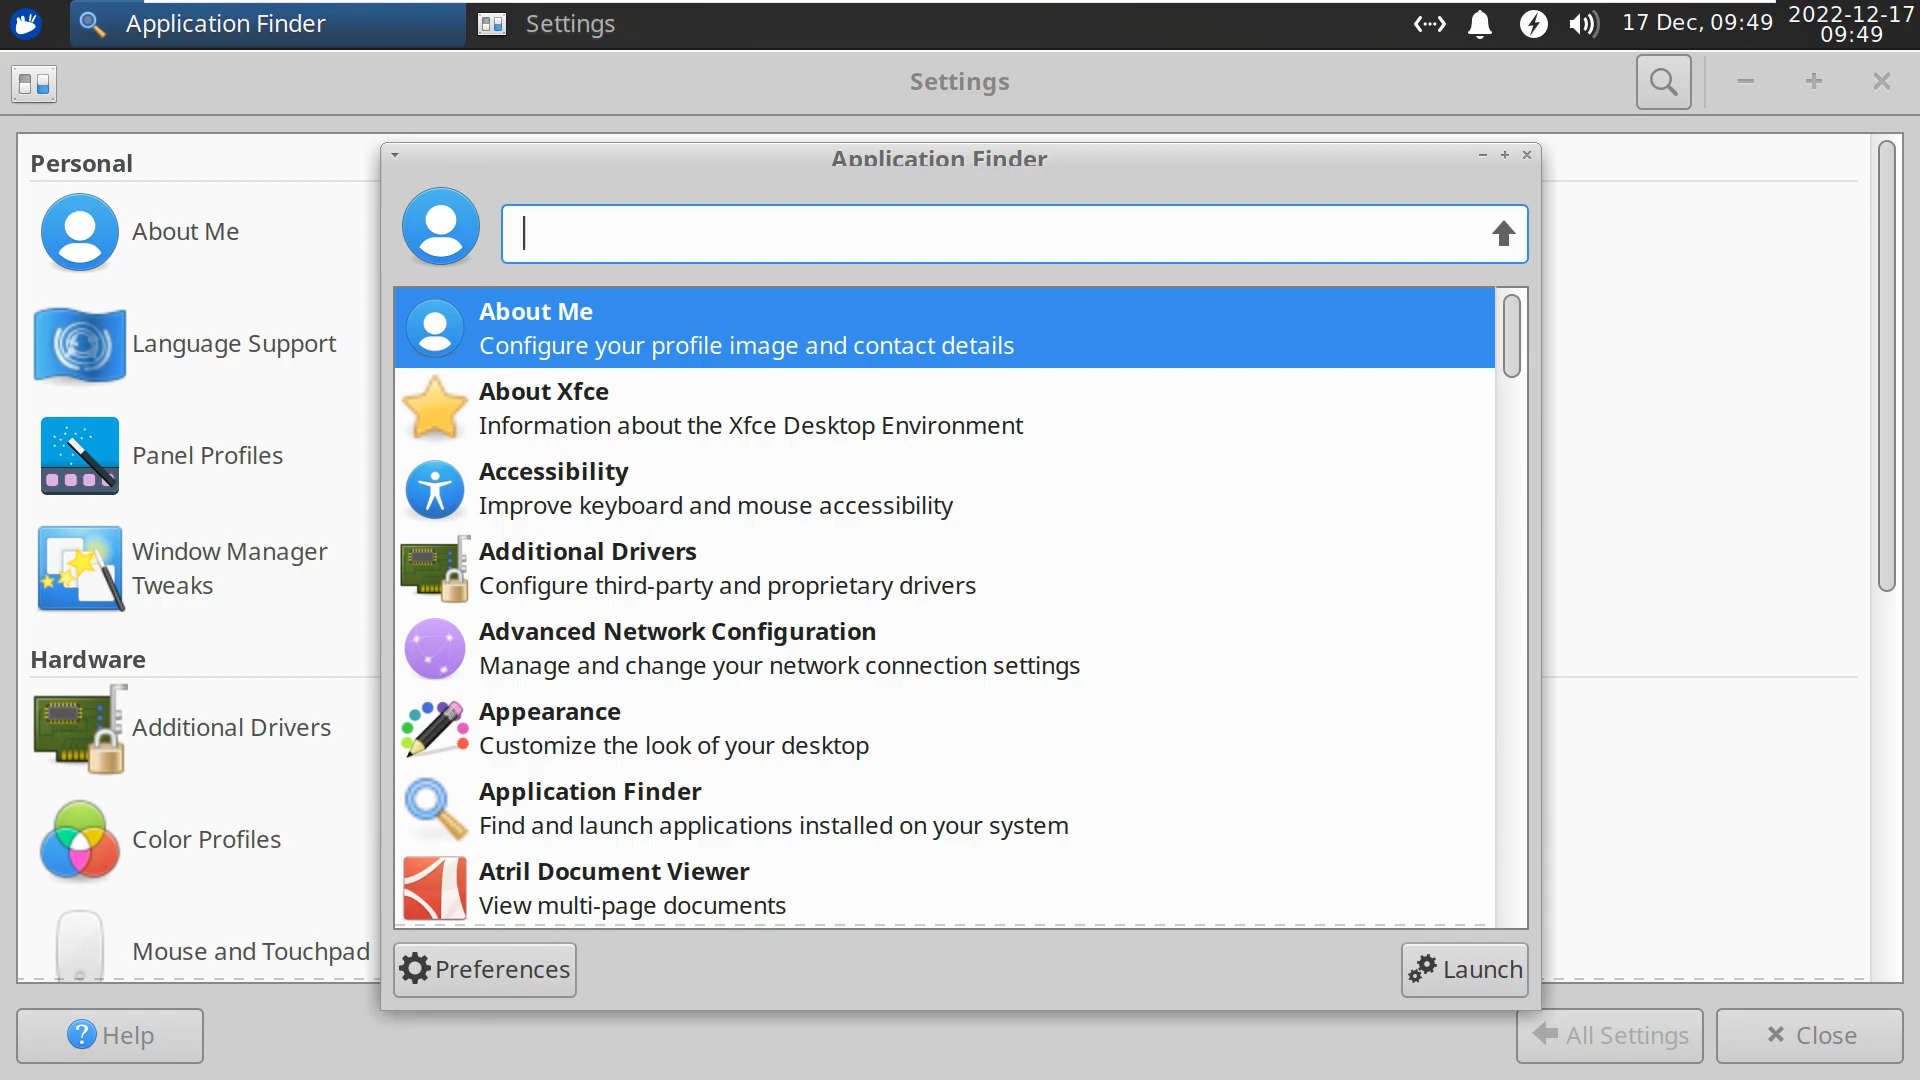 Application Finder
Settings
17 Dec, 09:49
2022-12-17
09:49
Settings
Personal
About Me
Language Support
Panel Profiles
Window Manager
Tweaks
Hardware
Additional Drivers
Color Profiles
Mouse and Touchpad
Application Finder
About Me
Configure your profile image and contact details
About Xfce
Information about the Xfce Desktop Environment
Accessibility
Improve keyboard and mouse accessibility
Additional Drivers
Configure third-party and proprietary drivers
Advanced Network Configuration
Manage and change your network connection settings
Appearance
Customize the look of your desktop
Application Finder
Find and launch applications installed on your system
Atril Document Viewer
View multi-page documents
Preferences
Launch
Help
All Settings
Close